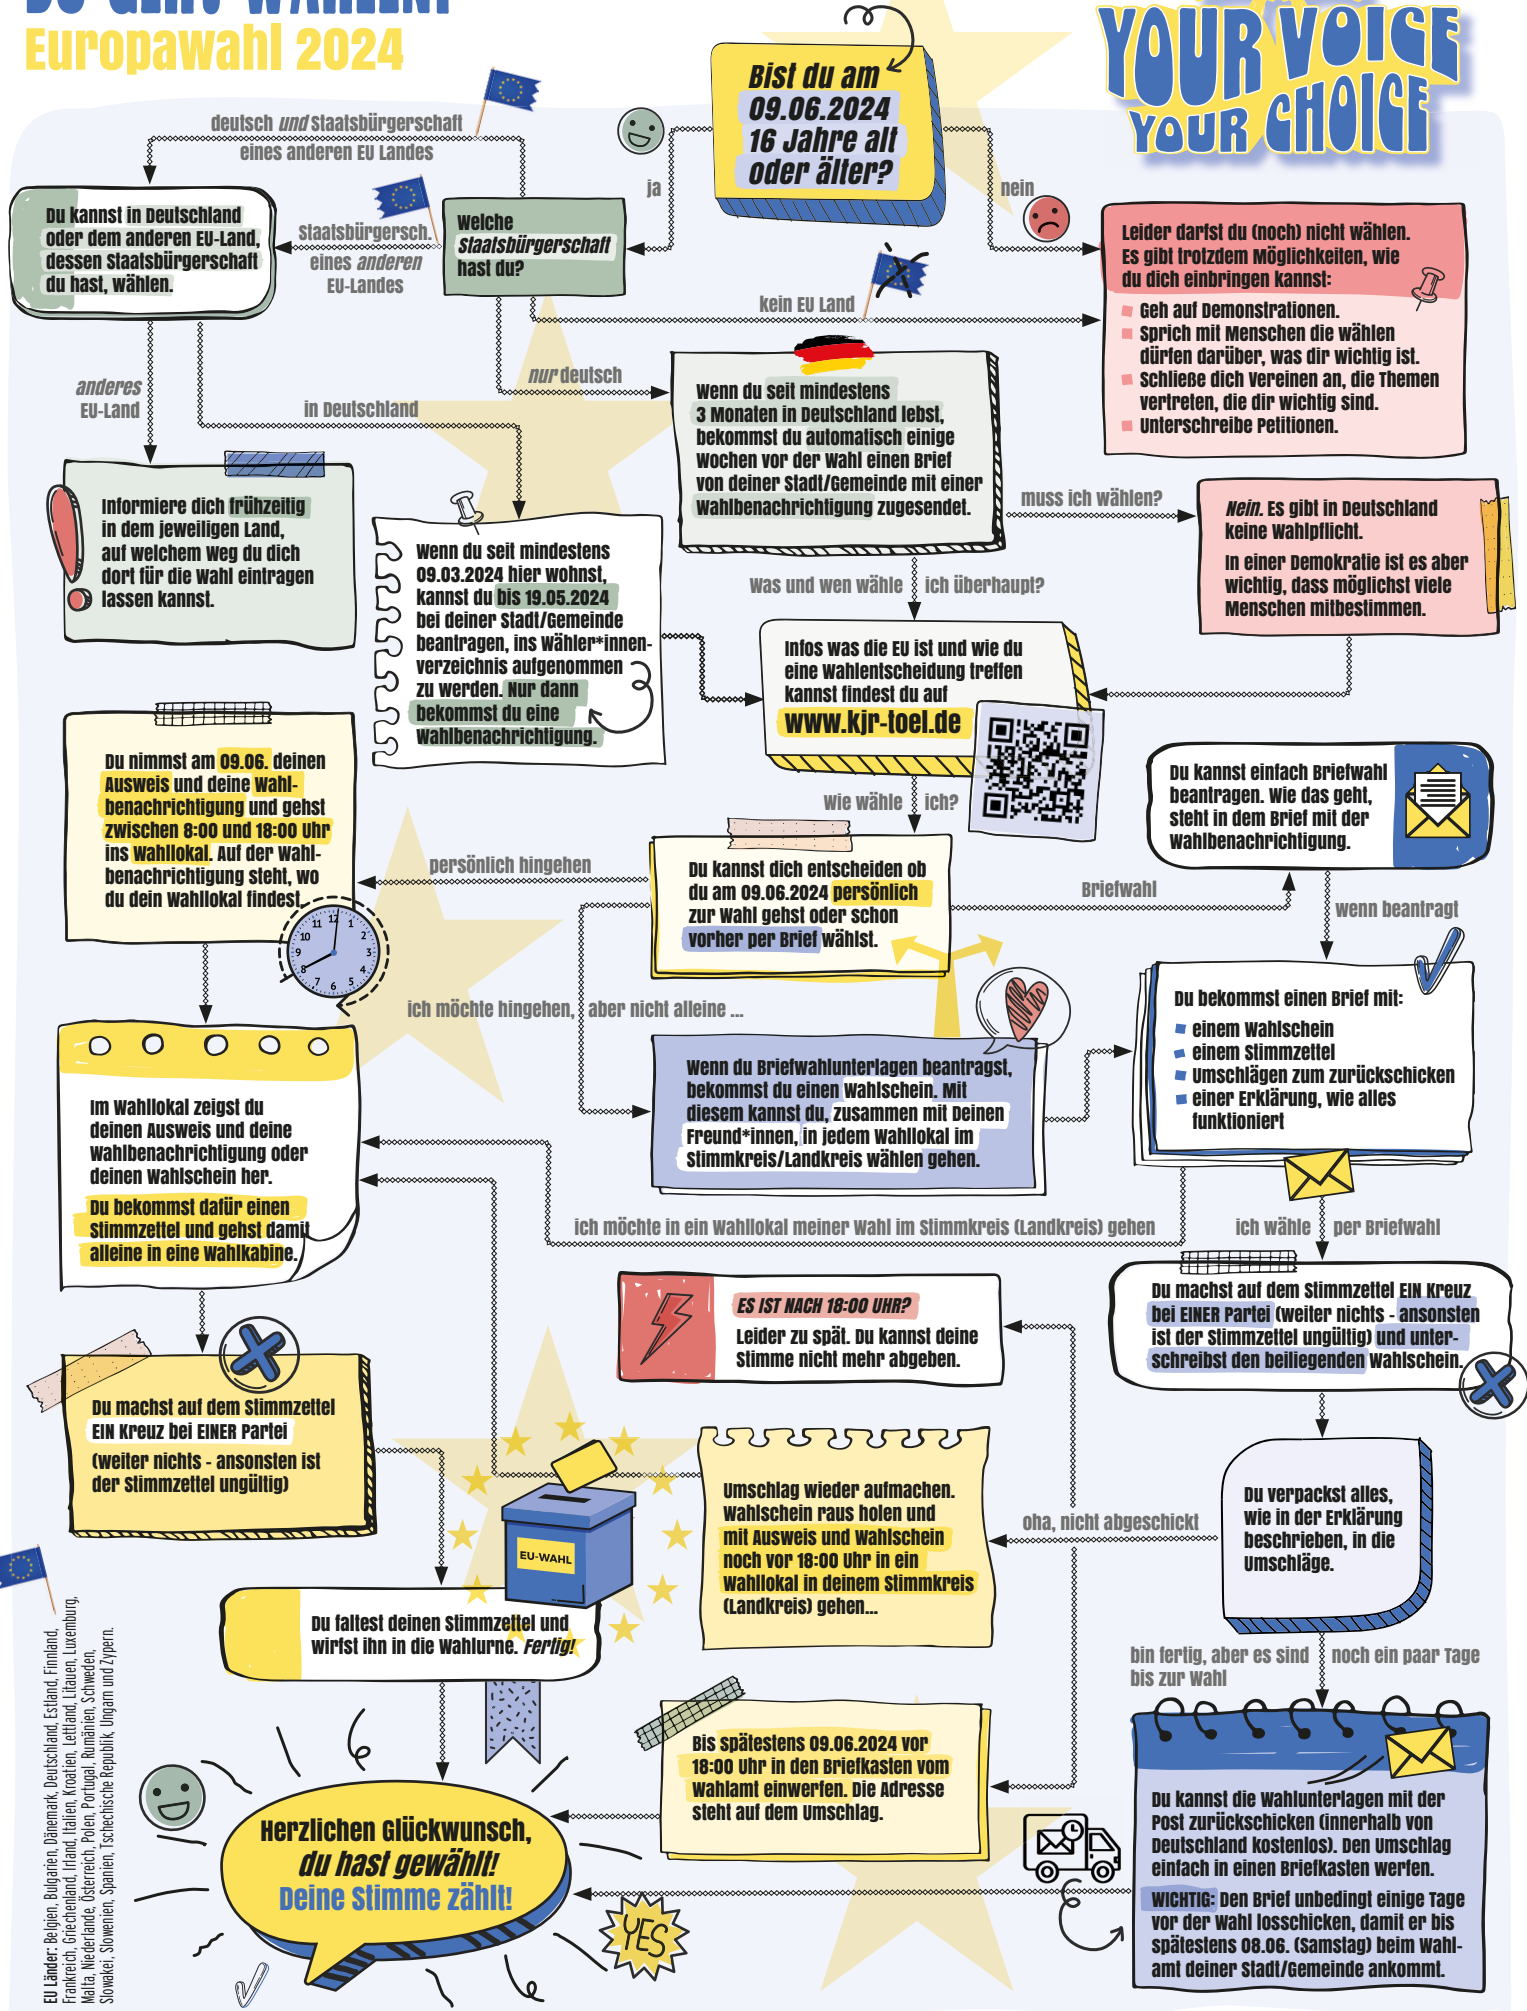 DU GEHST WÄHLEN!
Europawahl 2024
YOUR VOICE
YOUR CHOICE
Bist du am
09.06.2024
16 Jahre alt
oder älter?
ja
nein
deutsch und Staatsbürgerschaft
eines anderen EU Landes
Welche
Staatsbürgerschaft
hast du?
Staatsbürgersch.
eines anderen
EU-Landes
Du kannst in Deutschland
oder dem anderen EU-Land,
dessen Staatsbürgerschaft
du hast, wählen.
kein EU Land
Leider darfst du (noch) nicht wählen.
Es gibt trotzdem Möglichkeiten, wie
du dich einbringen kannst:
Geh auf Demonstrationen.
Sprich mit Menschen die wählen
dürfen darüber, was dir wichtig ist.
Schließe dich Vereinen an, die Themen
vertreten, die dir wichtig sind.
Unterschreibe Petitionen.
nur deutsch
anderes
EU-Land
in Deutschland
Wenn du seit mindestens
3 Monaten in Deutschland lebst,
bekommst du automatisch einige
Wochen vor der Wahl einen Brief
von deiner Stadt/Gemeinde mit einer
Wahlbenachrichtigung zugesendet.
muss ich wählen?
Nein. Es gibt in Deutschland
keine Wahlpflicht.
In einer Demokratie ist es aber
wichtig, dass möglichst viele
Menschen mitbestimmen.
Informiere dich frühzeitig
in dem jeweiligen Land,
auf welchem Weg du dich
dort für die Wahl eintragen
lassen kannst.
Wenn du seit mindestens
09.03.2024 hier wohnst,
kannst du bis 19.05.2024
bei deiner Stadt/Gemeinde
beantragen, ins Wähler*innen-
verzeichnis aufgenommen
zu werden. Nur dann
bekommst du eine
Wahlbenachrichtigung.
Was und wen wähle ich überhaupt?
Infos was die EU ist und wie du
eine Wahlentscheidung treffen
kannst findest du auf
www.kjr-toel.de
Wie wähle ich?
Du kannst dich entscheiden ob
du am 09.06.2024 persönlich
zur Wahl gehst oder schon
vorher per Brief wählst.
persönlich hingehen
Briefwahl
Du kannst einfach Briefwahl
beantragen. Wie das geht,
steht in dem Brief mit der
Wahlbenachrichtigung.
wenn beantragt
Du nimmst am 09.06. deinen
Ausweis und deine Wahl-
benachrichtigung und gehst
zwischen 8:00 und 18:00 Uhr
ins Wahllokal. Auf der Wahl-
benachrichtigung steht, wo
du dein Wahllokal findest.
12
1
2
3
4
5
6
7
8
9
10
11
ich möchte hingehen, aber nicht alleine ...
Wenn du Briefwahlunterlagen beantragst,
bekommst du einen Wahlschein. Mit
diesem kannst du, zusammen mit Deinen
Freund*innen, in jedem Wahllokal im
Stimmkreis/Landkreis wählen gehen.
Du bekommst einen Brief mit:
einem Wahlschein
einem Stimmzettel
Umschlägen zum zurückschicken
einer Erklärung, wie alles
funktioniert
Im Wahllokal zeigst du
deinen Ausweis und deine
Wahlbenachrichtigung oder
deinen Wahlschein her.
Du bekommst dafür einen
Stimmzettel und gehst damit
alleine in eine Wahlkabine.
ich möchte in ein Wahllokal meiner Wahl im Stimmkreis (Landkreis) gehen
ich wähle per Briefwahl
Du machst auf dem Stimmzettel EIN Kreuz
bei EINER Partei (weiter nichts - ansonsten
ist der Stimmzettel ungültig) und unter-
schreibst den beiliegenden Wahlschein.
ES IST NACH 18:00 UHR?
Leider zu spät. Du kannst deine
Stimme nicht mehr abgeben.
Du machst auf dem Stimmzettel
EIN Kreuz bei EINER Partei
(weiter nichts - ansonsten ist
der Stimmzettel ungültig)
EU-WAHL
Umschlag wieder aufmachen.
Wahlschein raus holen und
mit Ausweis und Wahlschein
noch vor 18:00 Uhr in ein
Wahllokal in deinem Stimmkreis
(Landkreis) gehen...
oha, nicht abgeschickt
Du verpackst alles,
wie in der Erklärung
beschrieben, in die
Umschläge.
Du faltest deinen Stimmzettel und
wirfst ihn in die Wahlurne. Fertig!
bin fertig, aber es sind noch ein paar Tage
bis zur Wahl
Bis spätestens 09.06.2024 vor
18:00 Uhr in den Briefkasten vom
Wahlamt einwerfen. Die Adresse
steht auf dem Umschlag.
Du kannst die Wahlunterlagen mit der
Post zurückschicken (innerhalb von
Deutschland kostenlos). Den Umschlag
einfach in einen Briefkasten werfen.
WICHTIG: Den Brief unbedingt einige Tage
vor der Wahl losschicken, damit er bis
spätestens 08.06. (Samstag) beim Wahl-
amt deiner Stadt/Gemeinde ankommt.
Herzlichen Glückwunsch,
du hast gewählt!
Deine Stimme zählt!
YES
EU Länder: Belgien, Bulgarien, Dänemark, Deutschland, Estland, Finnland,
Frankreich, Griechenland, Irland, Italien, Kroatien, Lettland, Litauen, Luxemburg,
Malta, Niederlande, Österreich, Polen, Portugal, Rumänien, Schweden,
Slowakei, Slowenien, Spanien, Tschechische Republik, Ungarn und Zypern.